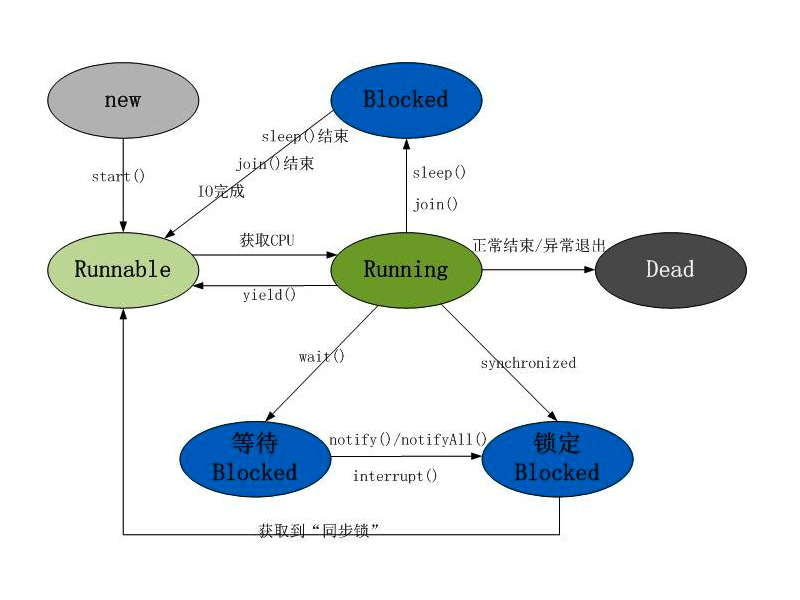 new
Blocked
sleep()结束
join()结束
IO完成
start()
sleep()
join()
获取CPU
正常结束/异常退出
Runnable
Running
Dead
yield()
wait()
synchronized
等待
Blocked
notify()/notifyAll()
interrupt()
锁定
Blocked
获取到“同步锁”